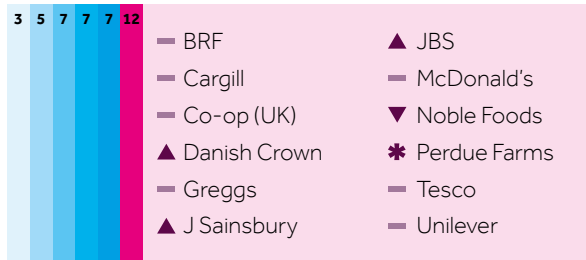 3 5 7 7 7 12
BRF
Cargill
Co-op (UK)
Danish Crown
Greggs
J Sainsbury
JBS
McDonald's
Noble Foods
Perdue Farms
Tesco
Unilever